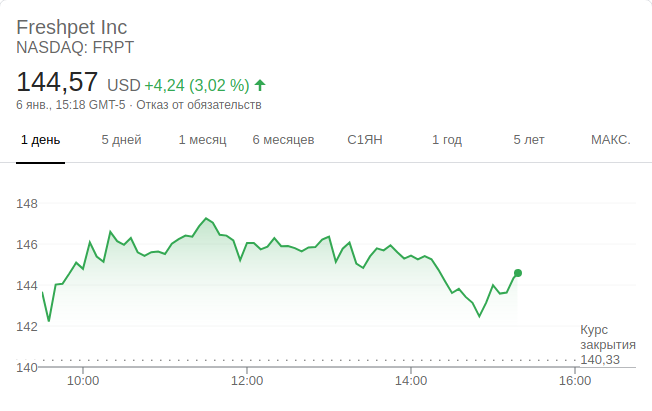 Freshpet Inc
NASDAQ: FRPT
144,57 USD +4,24 (3,02 %)
6 янв., 15:18 GMT-5 · Отказ от обязательств
1 день 5 дней 1 месяц 6 месяцев С1ЯН 1 год 5 лет МАКС.
148
146
144
142
Курс
закрытия
140,33
140
10:00 12:00 14:00 16:00